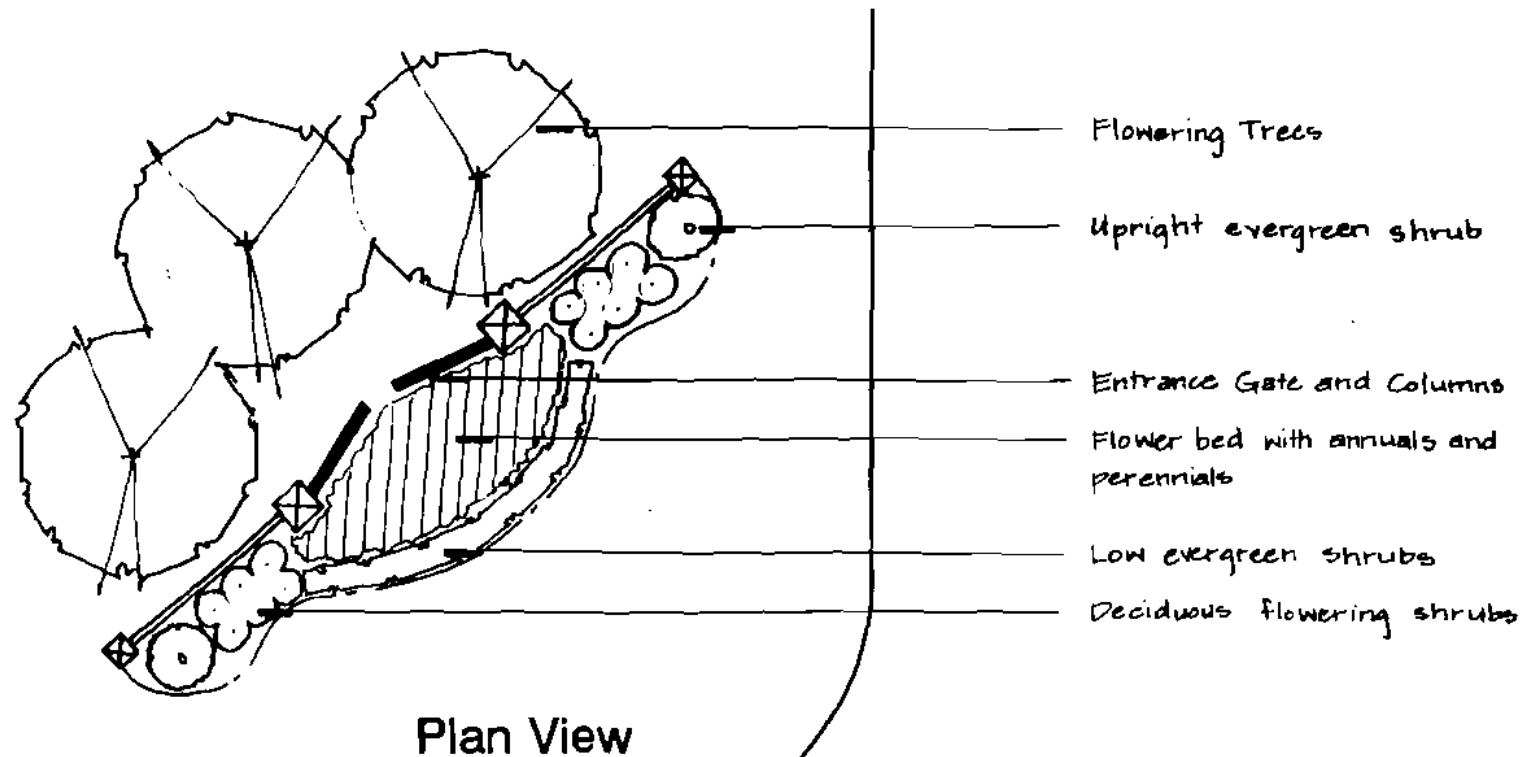 Flowering Trees
Upright evergreen shrub
Entrance Gate and Columns
Flower bed with annuals and
perennials
Low evergreen shrubs
Deciduous flowering shrubs
Plan View